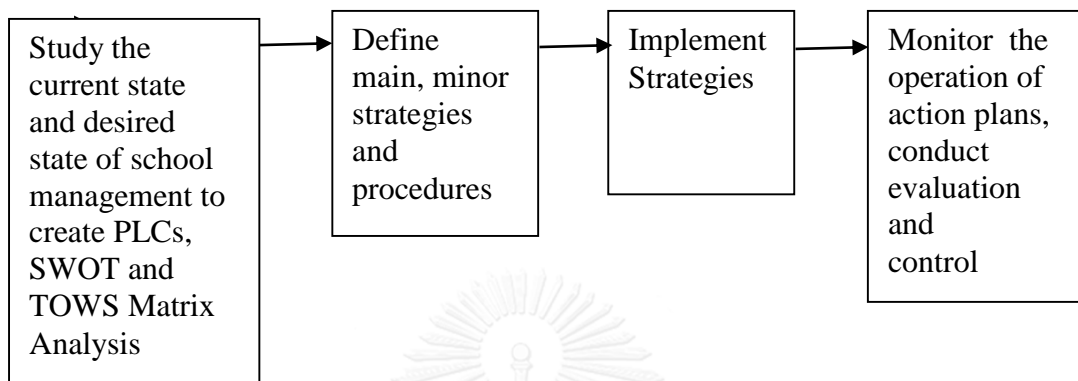 Study the
current state
and desired
state of school
management to
create PLCs,
SWOT and
TOWS Matrix
Analysis
Define
main, minor
strategies
and
procedures
Implement
Strategies
Monitor the
operation of
action plans,
conduct
evaluation
and
control